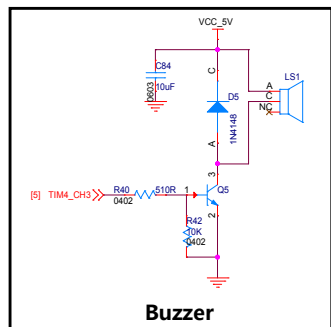 VCC_5V
C84
10uF
0603
C
D5
1N4148
A
LS1
A
C
NC
3
[5] TIM4_CH3
R40
510R
0402
1
Q5
2
R42
10K
0402
Buzzer